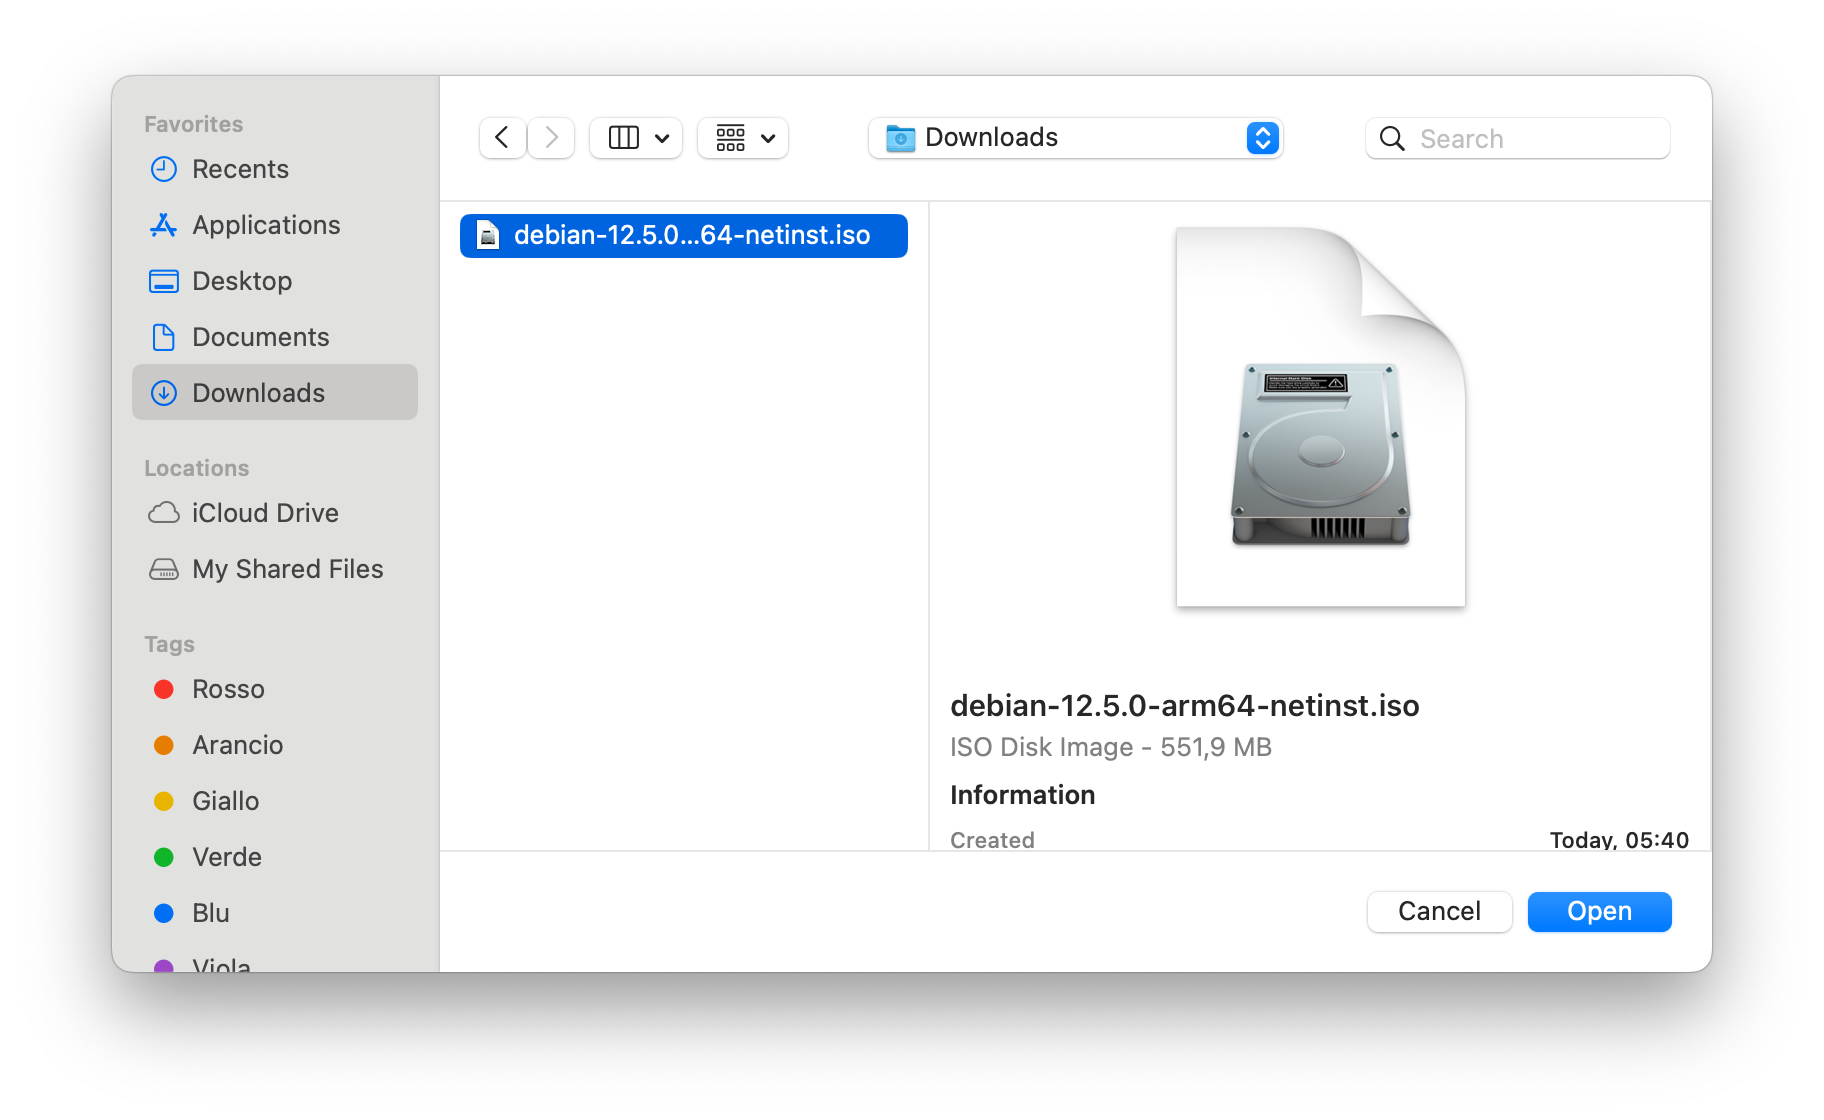 Favorites
Recents
Applications
Desktop
Documents
Downloads
Locations
iCloud Drive
My Shared Files
Tags
Rosso
Arancio
Giallo
Verde
Blu
Viola
Downloads
Search
debian-12.5.0...64-netinst.iso
debian-12.5.0-arm64-netinst.iso
ISO Disk Image - 551,9 MB
Information
Created Today, 05:40
Cancel Open